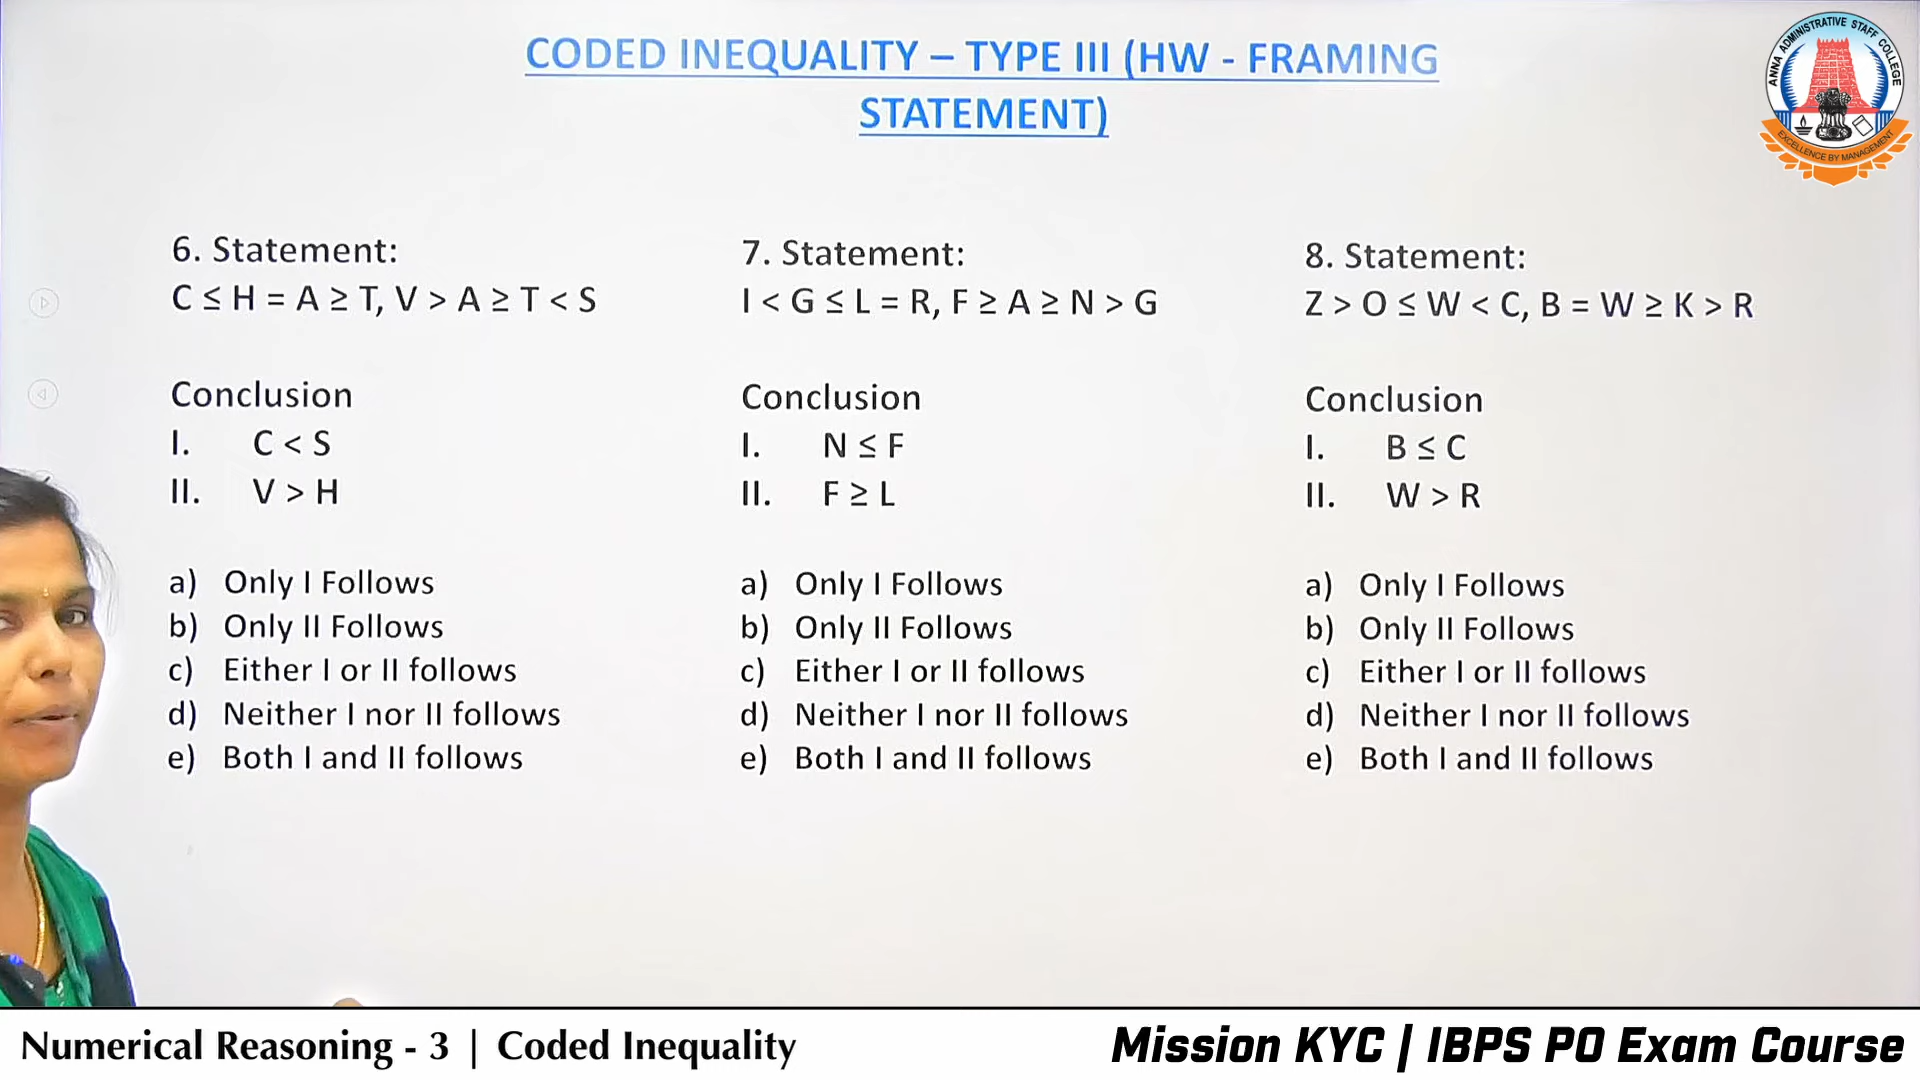 CODED INEQUALITY – TYPE III (HW - FRAMING
STATEMENT)
ANNA ADMINISTRATIVE STAFF COLLEGE
EXCELLENCE BY MANAGEMENT
6. Statement:
C ≤ H = A ≥ T, V > A ≥ T < S
Conclusion
I. C < S
II. V > H
a) Only I Follows
b) Only II Follows
c) Either I or II follows
d) Neither I nor II follows
e) Both I and II follows
7. Statement:
I < G ≤ L = R, F ≥ A ≥ N > G
Conclusion
I. N ≤ F
II. F ≥ L
a) Only I Follows
b) Only II Follows
c) Either I or II follows
d) Neither I nor II follows
e) Both I and II follows
8. Statement:
Z > O ≤ W < C, B = W ≥ K > R
Conclusion
I. B ≤ C
II. W > R
a) Only I Follows
b) Only II Follows
c) Either I or II follows
d) Neither I nor II follows
e) Both I and II follows
Numerical Reasoning - 3 | Coded Inequality
Mission KYC | IBPS PO Exam Course